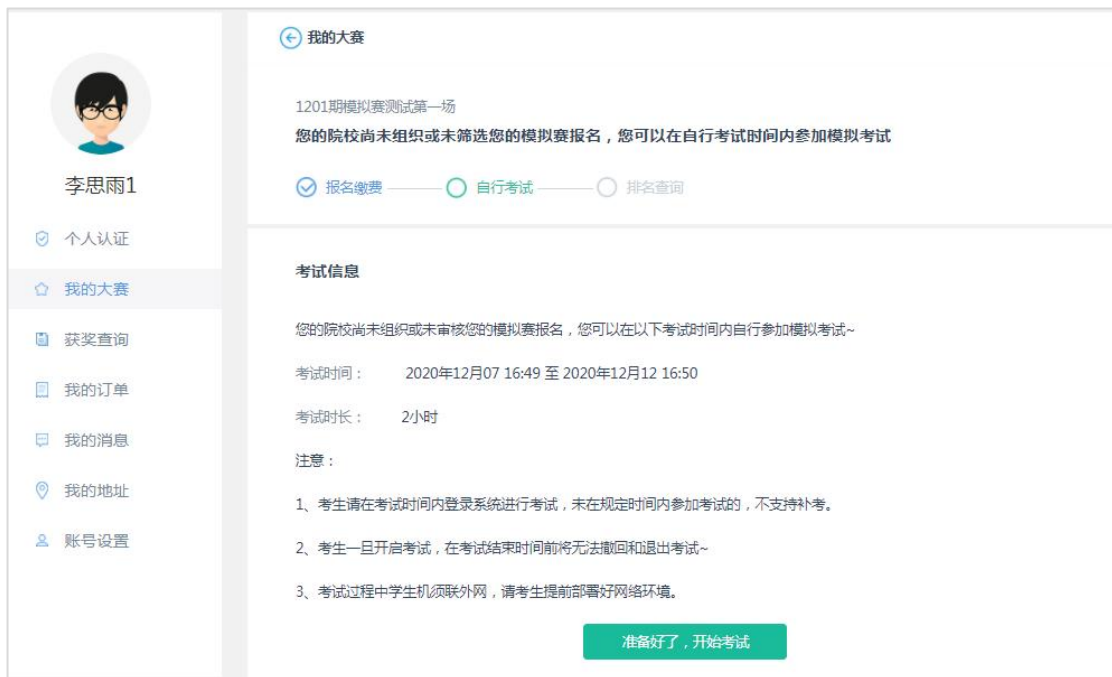 我的大赛
1201期模拟赛测试第一场
您的院校尚未组织或未筛选您的模拟赛报名，您可以在自行考试时间内参加模拟考试
报名缴费 自行考试 排名查询
李思雨1
个人认证
我的大赛
获奖查询
我的订单
我的消息
我的地址
账号设置
考试信息
您的院校尚未组织或未审核您的模拟赛报名，您可以在以下考试时间内自行参加模拟考试~
考试时间： 2020年12月07 16:49 至 2020年12月12 16:50
考试时长： 2小时
注意：
1、考生请在考试时间内登录系统进行考试，未在规定时间内参加考试的，不支持补考。
2、考生一旦开启考试，在考试结束时间前将无法撤回和退出考试~
3、考试过程中学生机须联外网，请考生提前部署好网络环境。
准备好了，开始考试